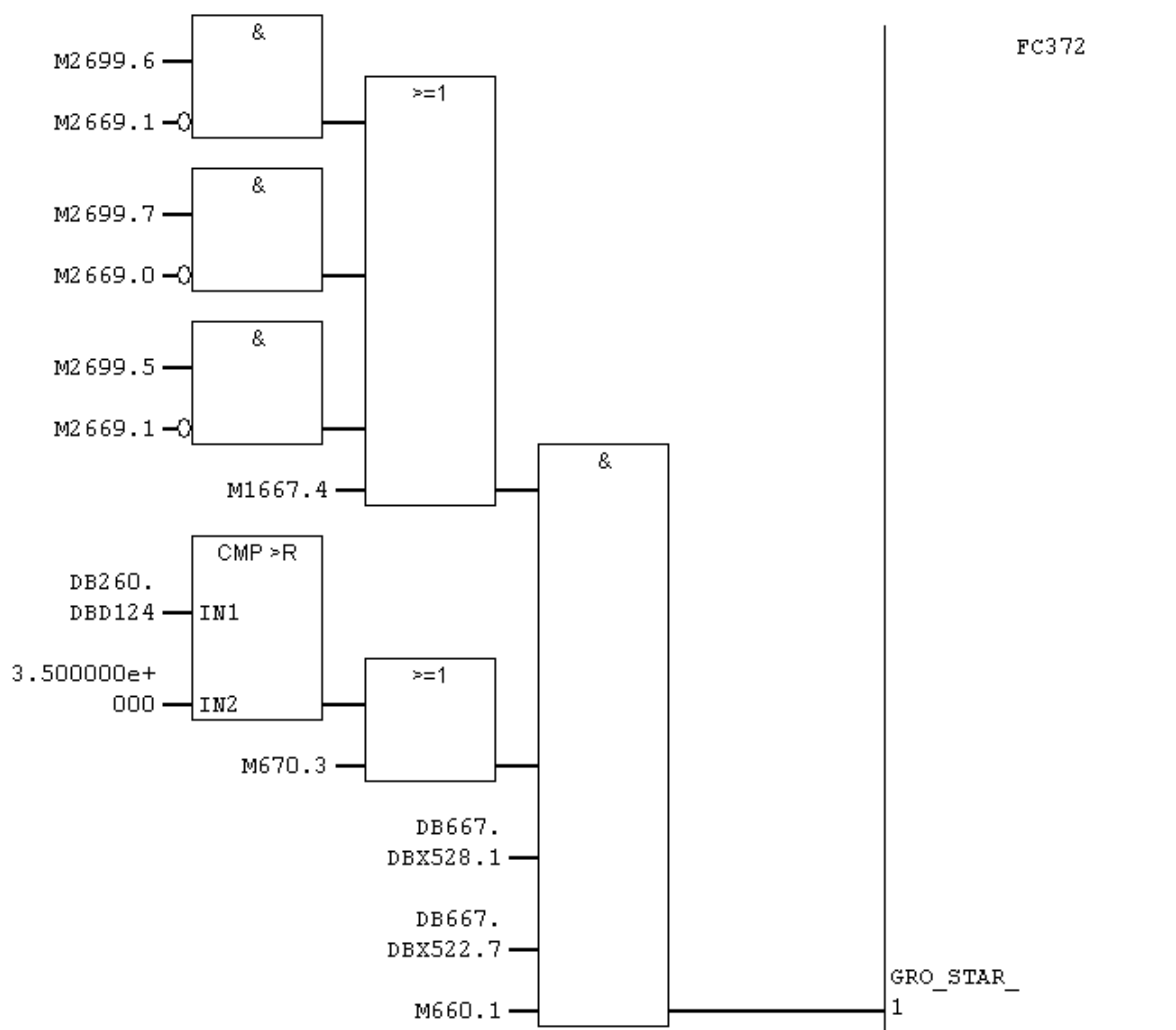 &
FC372
M2699.6
>=1
M2669.1
&
M2699.7
M2669.0
&
M2699.5
M2669.1
&
M1667.4
CMP >R
DB260.
DBD124
IN1
3.500000e+
>=1
000
IN2
M670.3
DB667.
DBX528.1
DB667.
DBX522.7
GRO_STAR_
M660.1
1